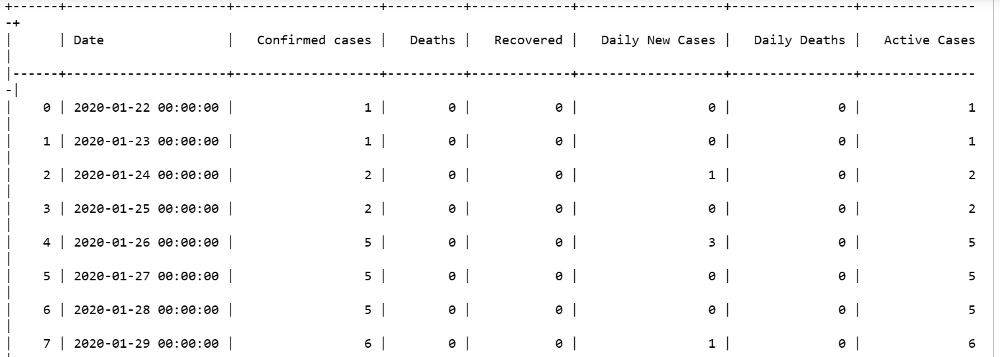 +------+---------------------+-------------------+----------+-------------+-------------------+----------------+---------------
-+
|      | Date                |   Confirmed cases |   Deaths |   Recovered |   Daily New Cases |   Daily Deaths |   Active Cases
|
|------+---------------------+-------------------+----------+-------------+-------------------+----------------+---------------
-|
|    0 | 2020-01-22 00:00:00 |                 1 |        0 |           0 |                 0 |              0 |              1
|
|    1 | 2020-01-23 00:00:00 |                 1 |        0 |           0 |                 0 |              0 |              1
|
|    2 | 2020-01-24 00:00:00 |                 2 |        0 |           0 |                 1 |              0 |              2
|
|    3 | 2020-01-25 00:00:00 |                 2 |        0 |           0 |                 0 |              0 |              2
|
|    4 | 2020-01-26 00:00:00 |                 5 |        0 |           0 |                 3 |              0 |              5
|
|    5 | 2020-01-27 00:00:00 |                 5 |        0 |           0 |                 0 |              0 |              5
|
|    6 | 2020-01-28 00:00:00 |                 5 |        0 |           0 |                 0 |              0 |              5
|
|    7 | 2020-01-29 00:00:00 |                 6 |        0 |           0 |                 1 |              0 |              6
|